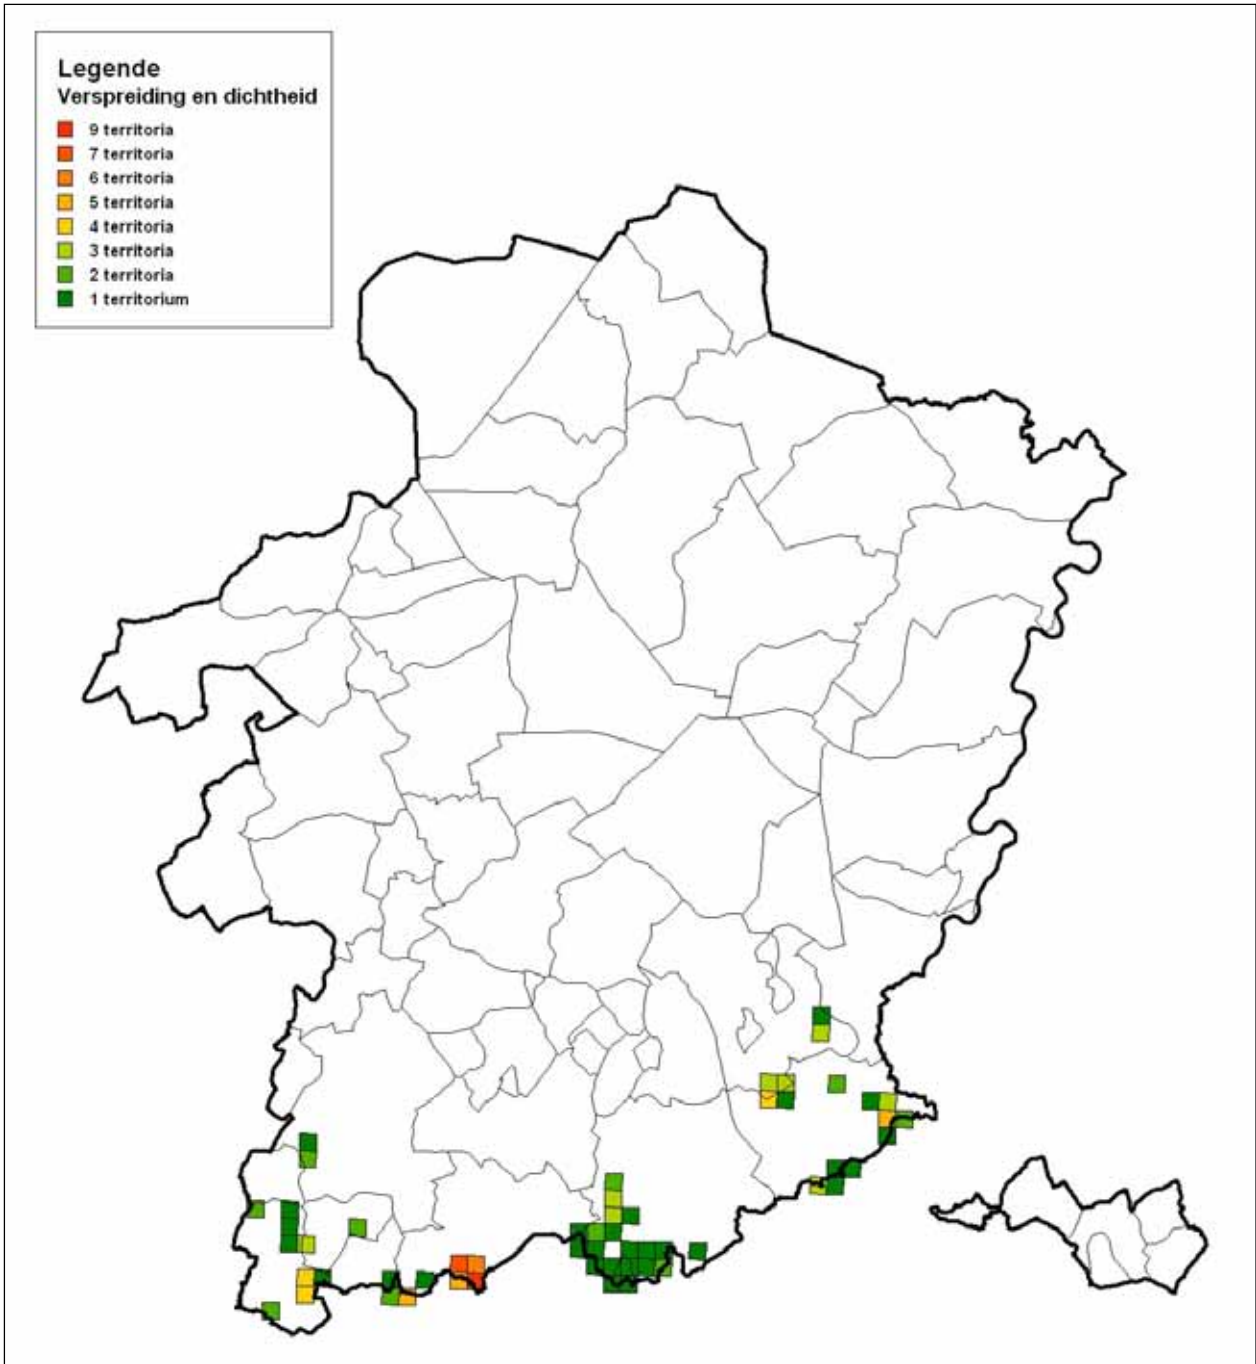 Legende
Verspreiding en dichtheid
9 territoria
7 territoria
6 territoria
5 territoria
4 territoria
3 territoria
2 territoria
1 territorium